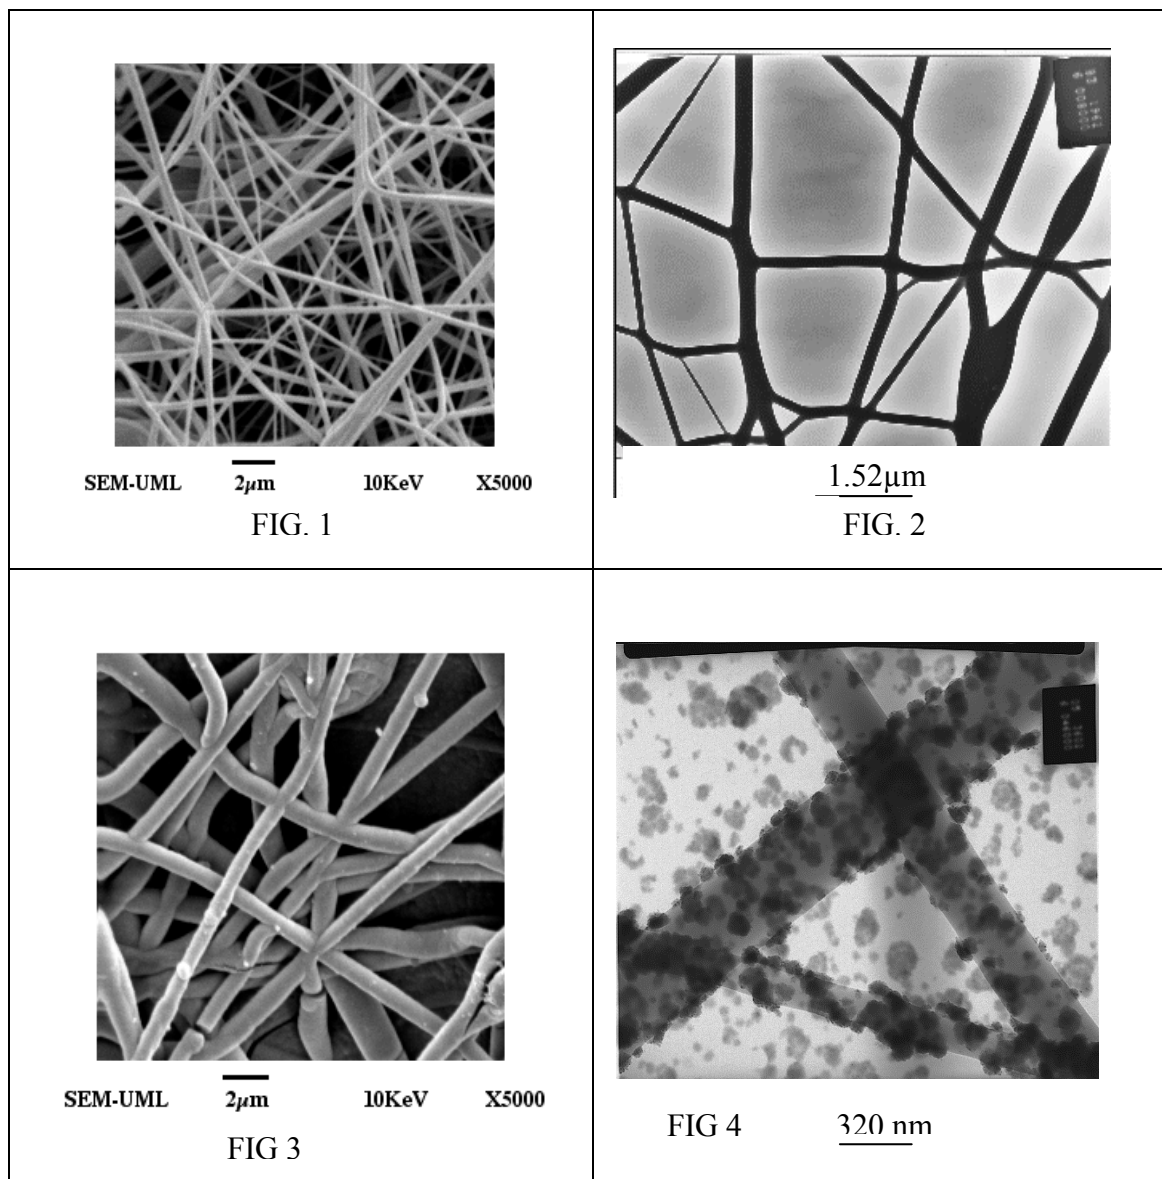 SEM-UML 2µm 10KeV X5000
FIG. 1
1.52µm
FIG. 2
SEM-UML 2µm 10KeV X5000
FIG 3
FIG 4 320 nm